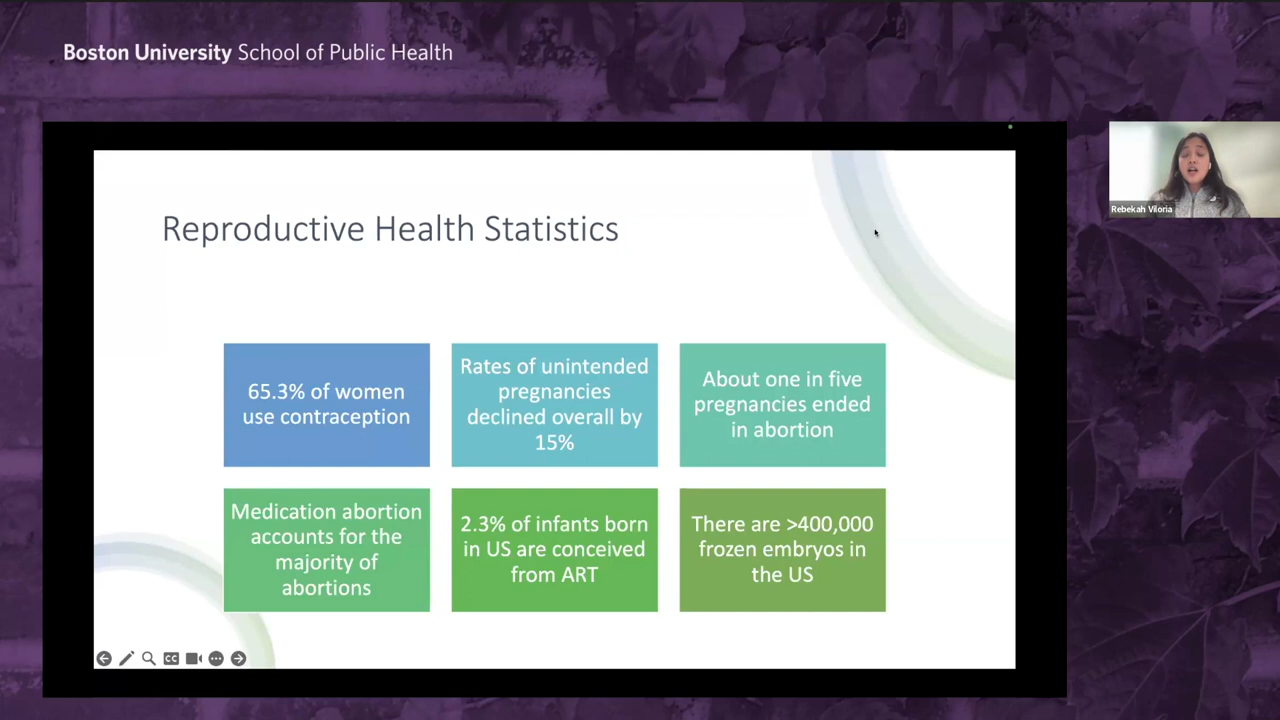 Boston University School of Public Health
Rebekah Viloria
Reproductive Health Statistics
65.3% of women
use contraception
Rates of unintended
pregnancies
declined overall by
15%
About one in five
pregnancies ended
in abortion
Medication abortion
accounts for the
majority of
abortions
2.3% of infants born
in US are conceived
from ART
There are >400,000
frozen embryos in
the US
CC